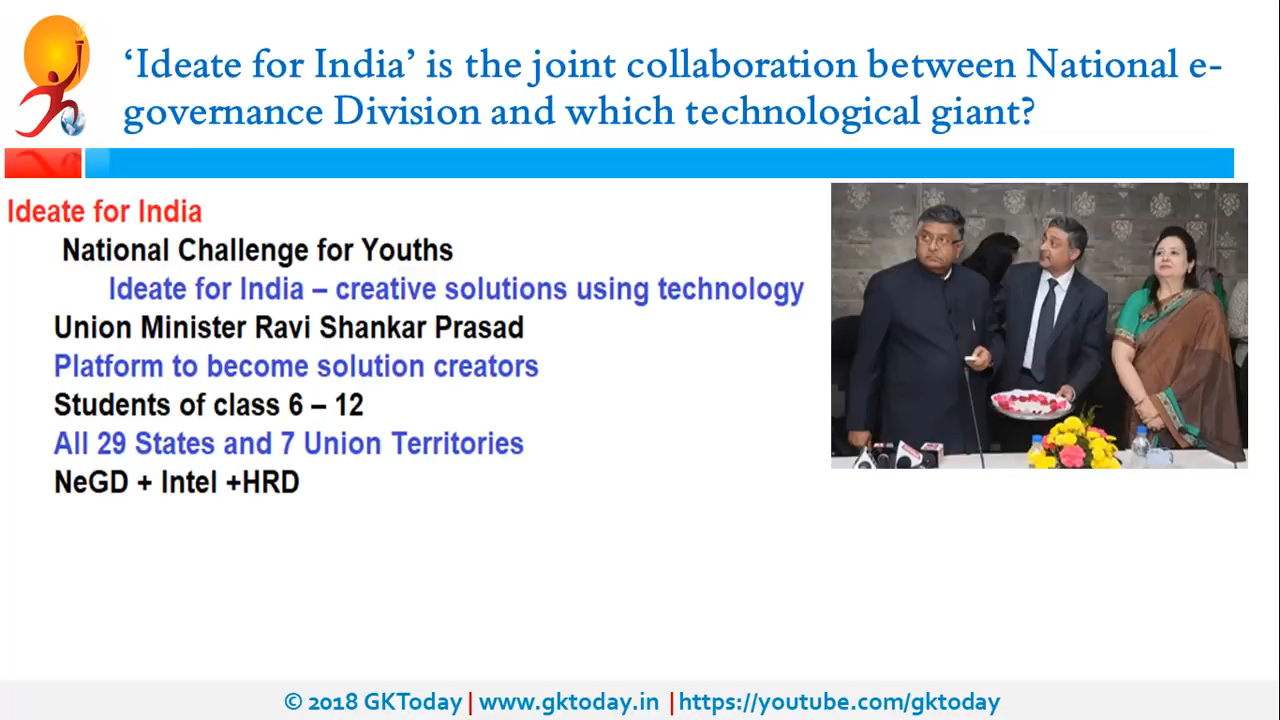 ‘Ideate for India’ is the joint collaboration between National e-
governance Division and which technological giant?
Ideate for India
National Challenge for Youths
Ideate for India – creative solutions using technology
Union Minister Ravi Shankar Prasad
Platform to become solution creators
Students of class 6 – 12
All 29 States and 7 Union Territories
NeGD + Intel +HRD
© 2018 GKToday | www.gktoday.in | https://youtube.com/gktoday